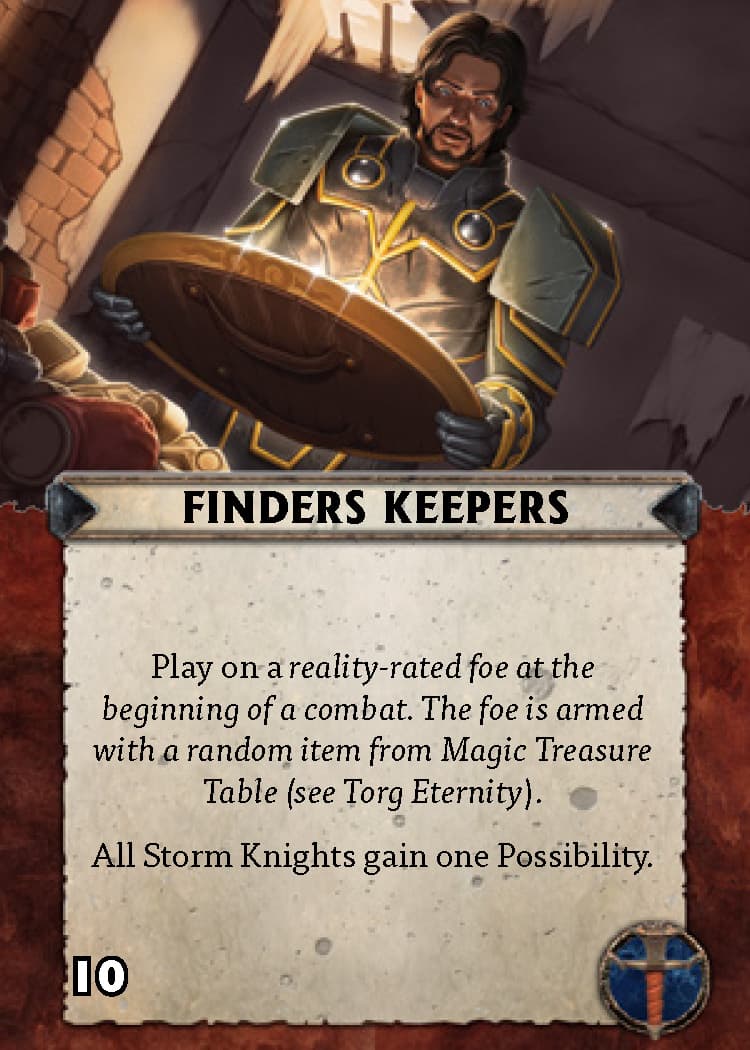 FINDERS KEEPERS
Play on a reality-rated foe at the
beginning of a combat. The foe is armed
with a random item from Magic Treasure
Table (see Torg Eternity).
All Storm Knights gain one Possibility.
10